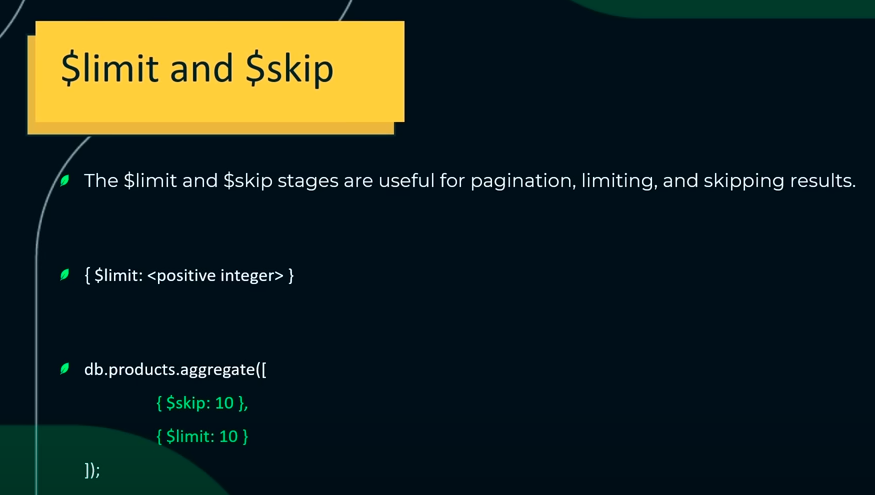 $limit and $skip
The $limit and $skip stages are useful for pagination, limiting, and skipping results.
{ $limit: <positive integer> }
db.products.aggregate([
{ $skip: 10 },
{ $limit: 10 }
]);